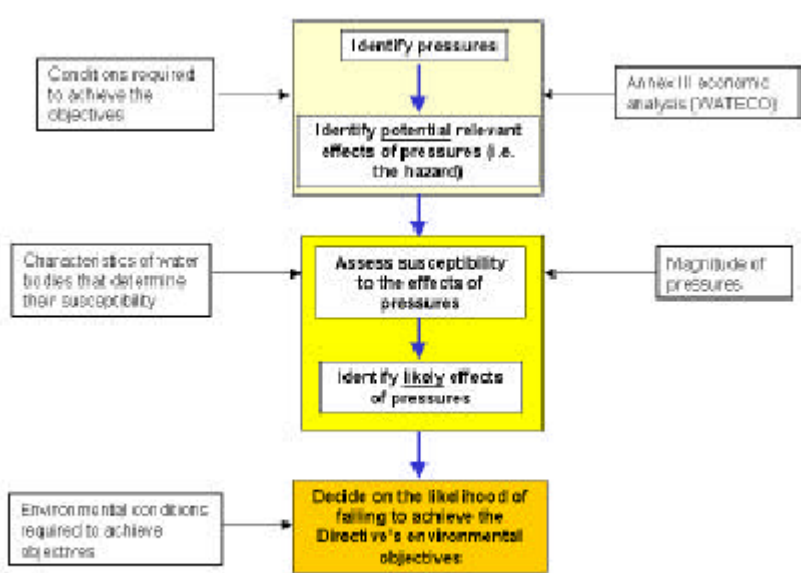 Identify pressures
Conditions required
to achieve the
objectives
Annex III economic
analysis (WATECO)
Identify potential relevant
effects of pressures (i.e.
the hazard)
Characteristics of water
bodies that determine
their susceptibility
Assess susceptibility
to the effects of
pressures
Magnitude of
pressures
Identify likely effects
of pressures
Environmental conditions
required to achieve
objectives
Decide on the likelihood of
failing to achieve the
Directive's environmental
objectives